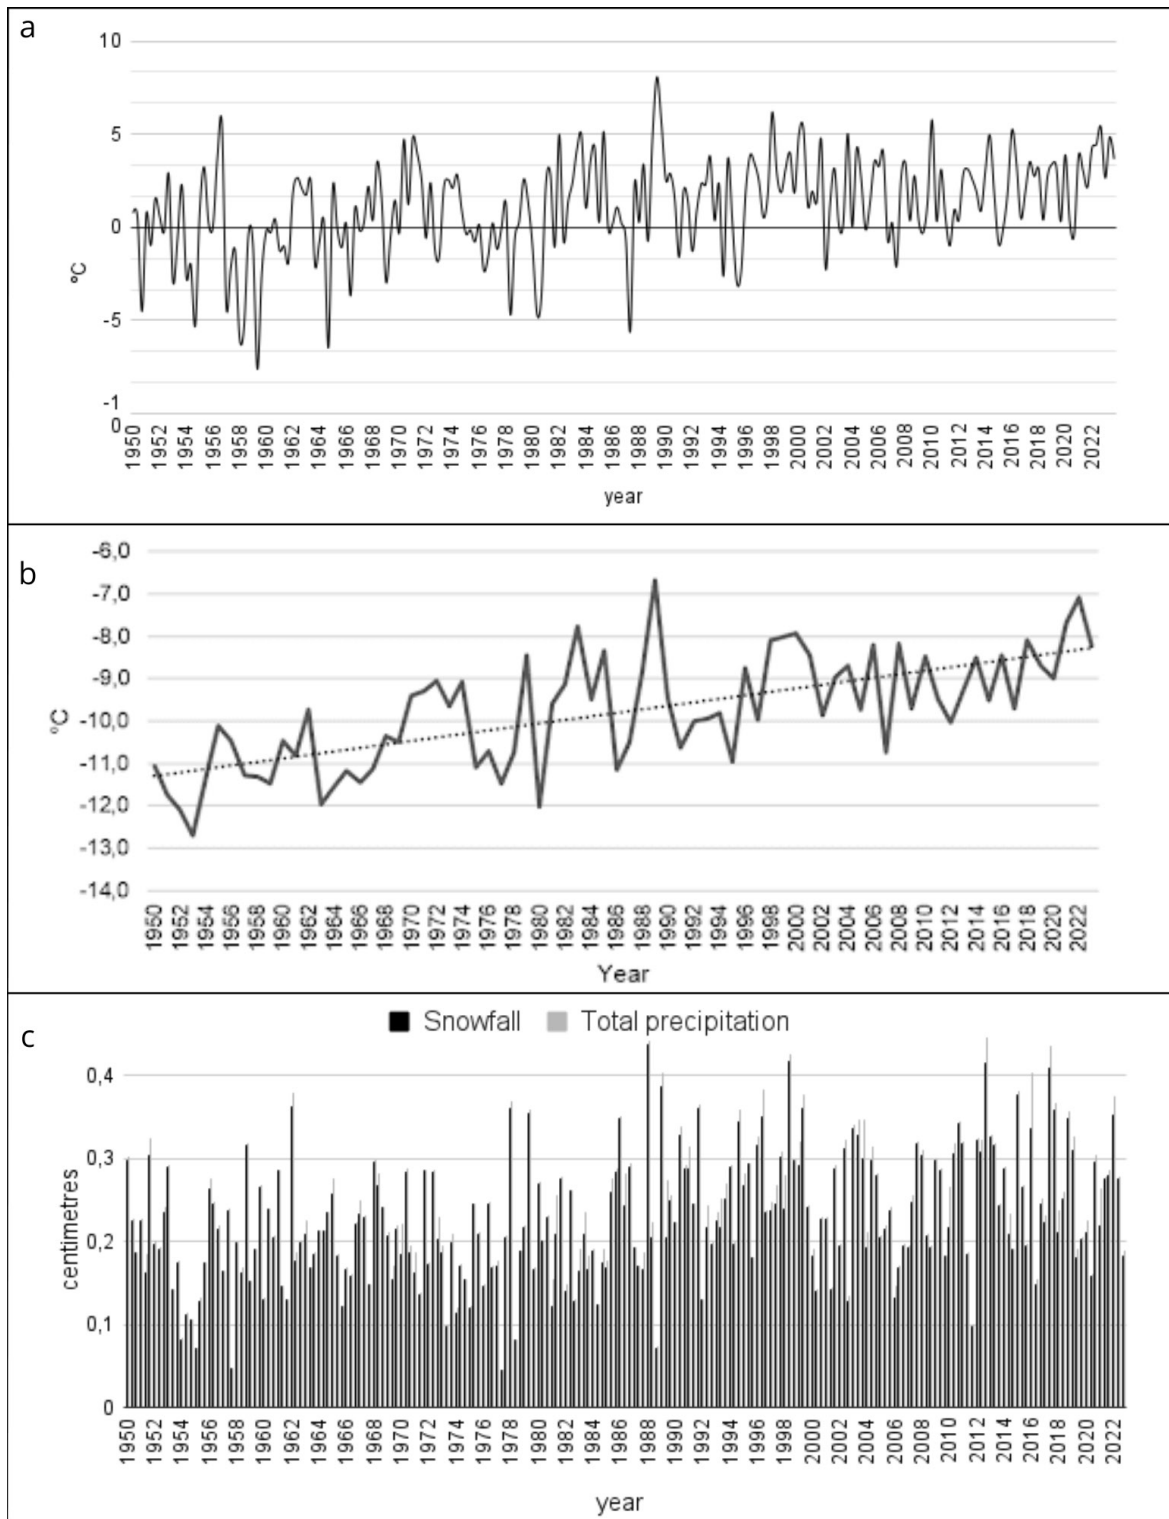 a
10
5
0
-5
-1
0
°C
1950 1952 1954 1956 1958 1960 1962 1964 1966 1968 1970 1972 1974 1976 1978 1980 1982 1984 1986 1988 1990 1992 1994 1996 1998 2000 2002 2004 2006 2008 2010 2012 2014 2016 2018 2020 2022
year
b
-6,0
-7,0
-8,0
-9,0
-10,0
-11,0
-12,0
-13,0
-14,0
°C
1950 1952 1954 1956 1958 1960 1962 1964 1966 1968 1970 1972 1974 1976 1978 1980 1982 1984 1986 1988 1990 1992 1994 1996 1998 2000 2002 2004 2006 2008 2010 2012 2014 2016 2018 2020 2022
Year
c
Snowfall Total precipitation
0,4
0,3
0,2
0,1
0
centimetres
1950 1952 1954 1956 1958 1960 1962 1964 1966 1968 1970 1972 1974 1976 1978 1980 1982 1984 1986 1988 1990 1992 1994 1996 1998 2000 2002 2004 2006 2008 2010 2012 2014 2016 2018 2020 2022
year